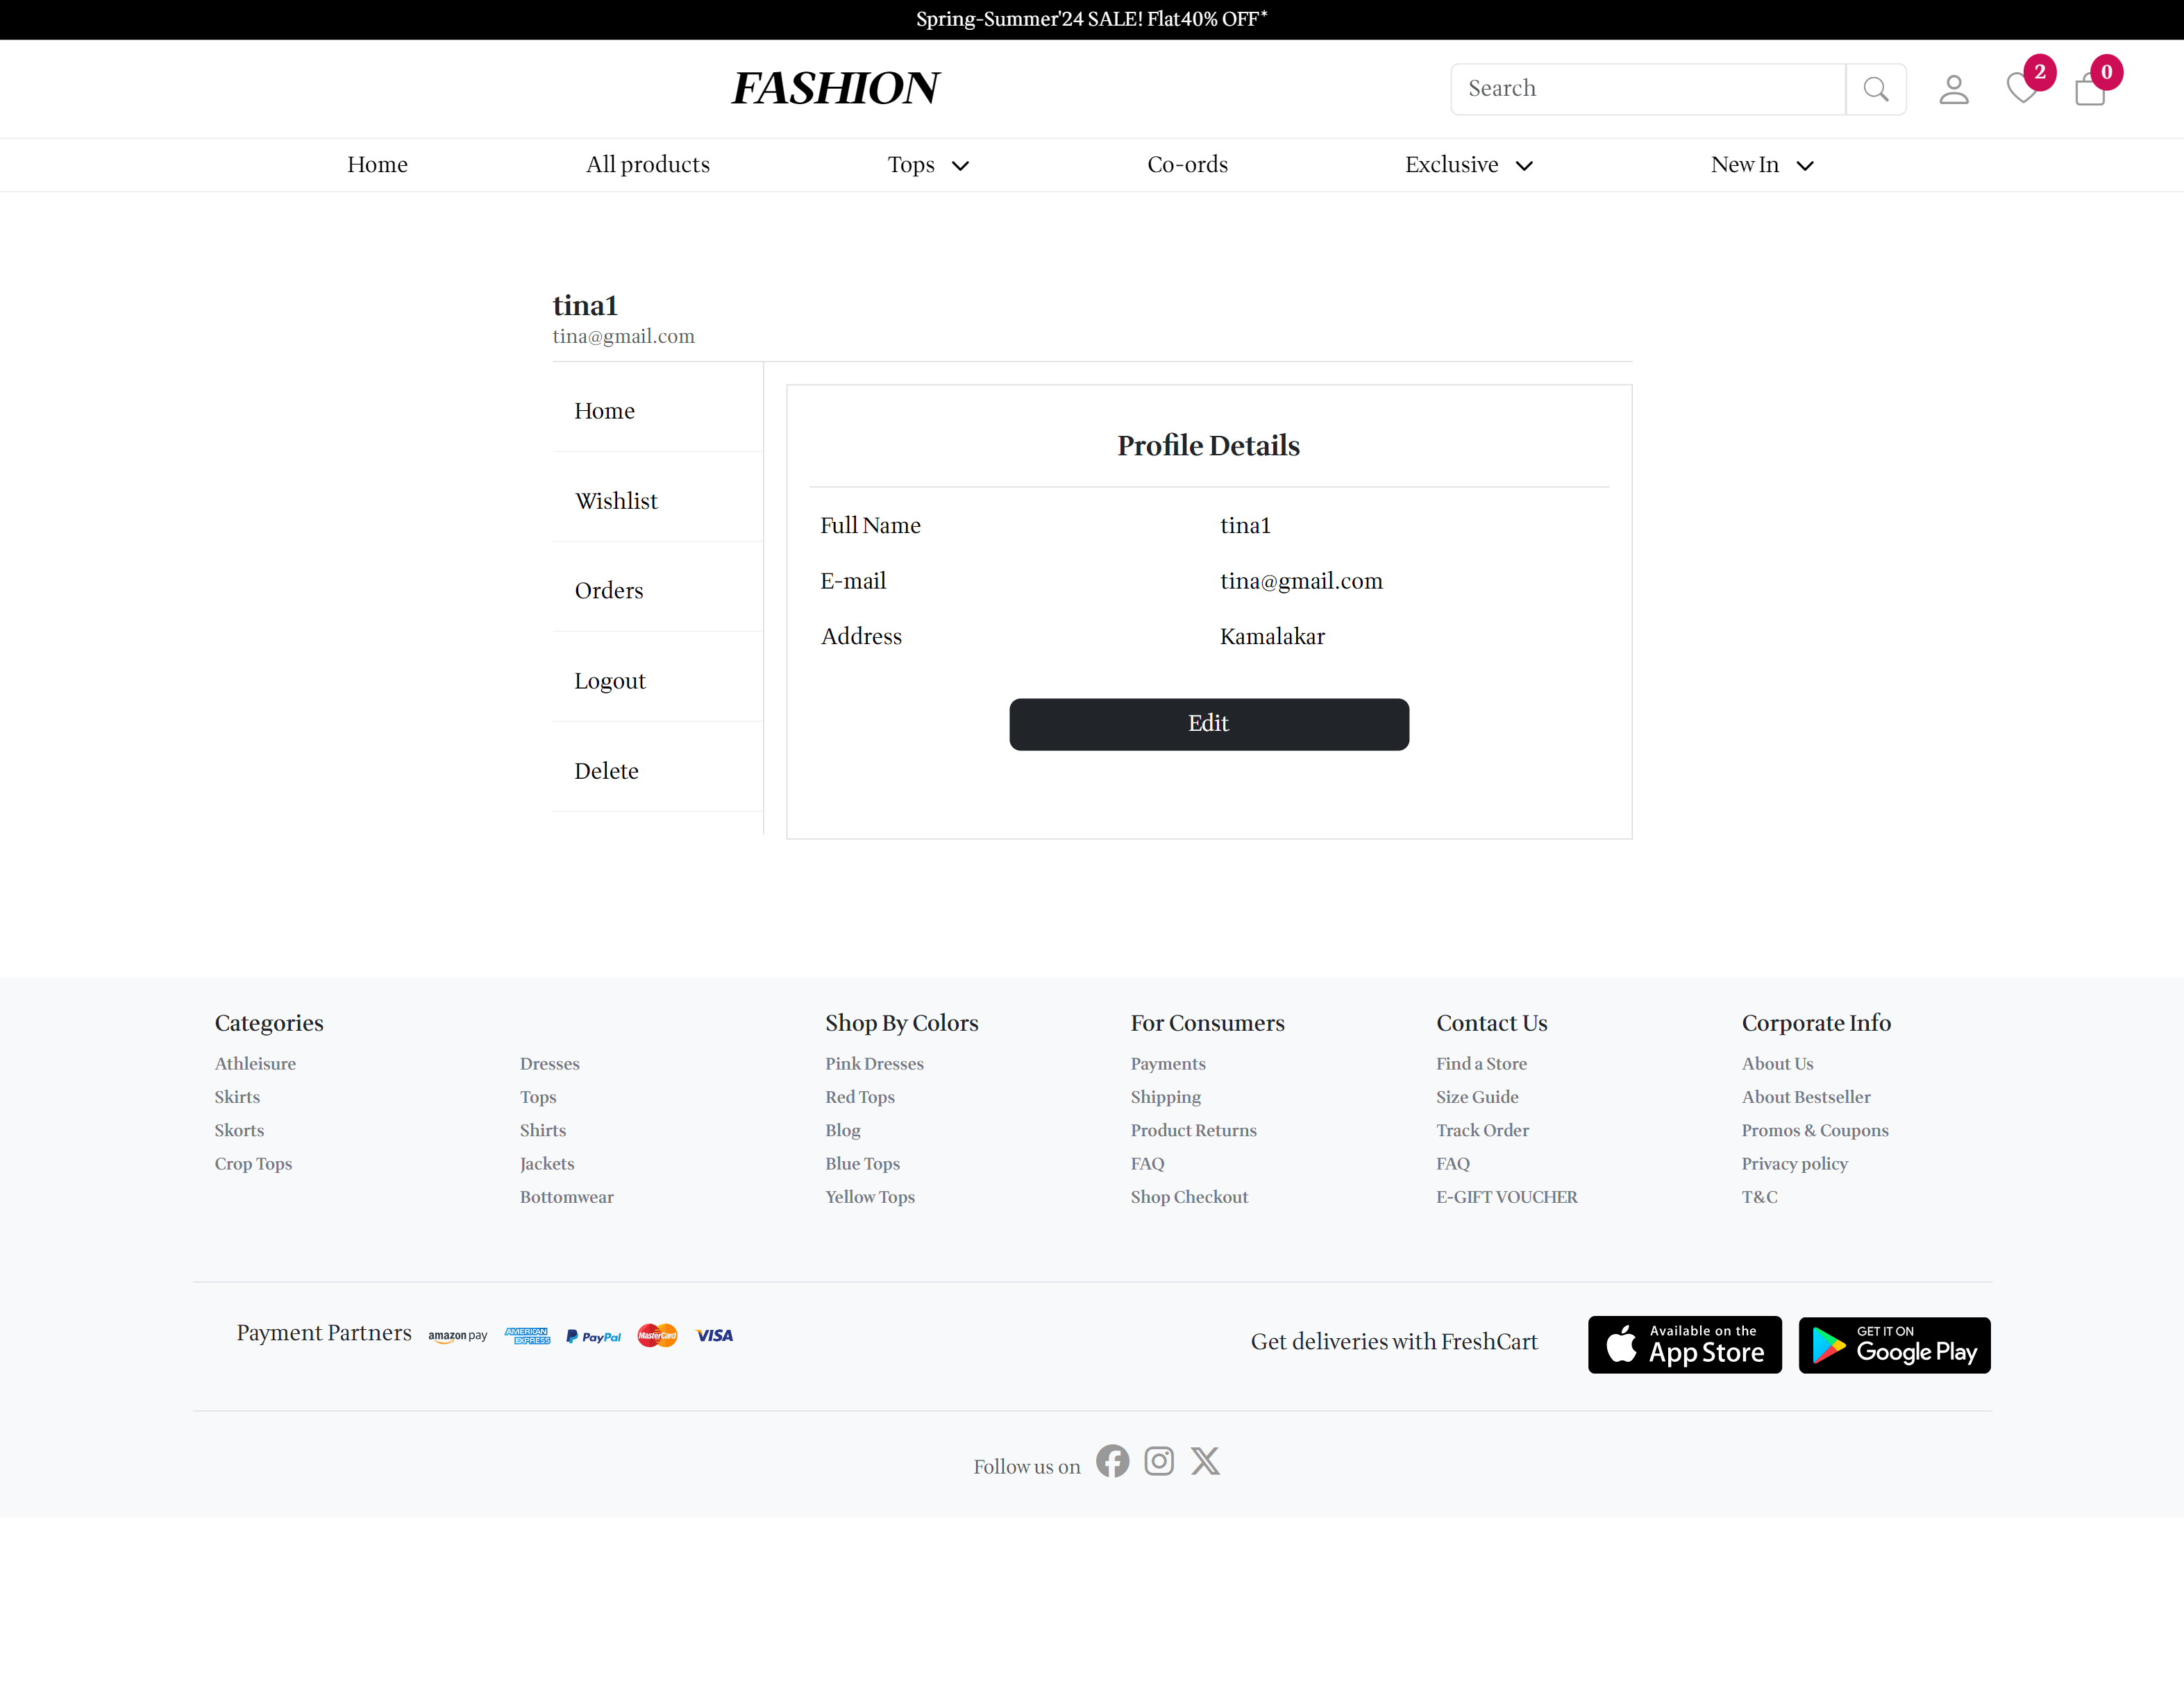 Spring-Summer'24 SALE! Flat40% OFF*
FASHION
Search
2
0
Home
All products
Tops
Co-ords
Exclusive
New In
tina1
tina@gmail.com
Home
Wishlist
Orders
Logout
Delete
Profile Details
Full Name tina1
E-mail tina@gmail.com
Address Kamalakar
Edit
Categories
Athleisure
Skirts
Skorts
Crop Tops
Dresses
Tops
Shirts
Jackets
Bottomwear
Shop By Colors
Pink Dresses
Red Tops
Blog
Blue Tops
Yellow Tops
For Consumers
Payments
Shipping
Product Returns
FAQ
Shop Checkout
Contact Us
Find a Store
Size Guide
Track Order
FAQ
E-GIFT VOUCHER
Corporate Info
About Us
About Bestseller
Promos & Coupons
Privacy policy
T&C
Payment Partners
amazon pay
AMERICAN EXPRESS
PayPal
MasterCard
VISA
Get deliveries with FreshCart
Available on the
App Store
GET IT ON
Google Play
Follow us on